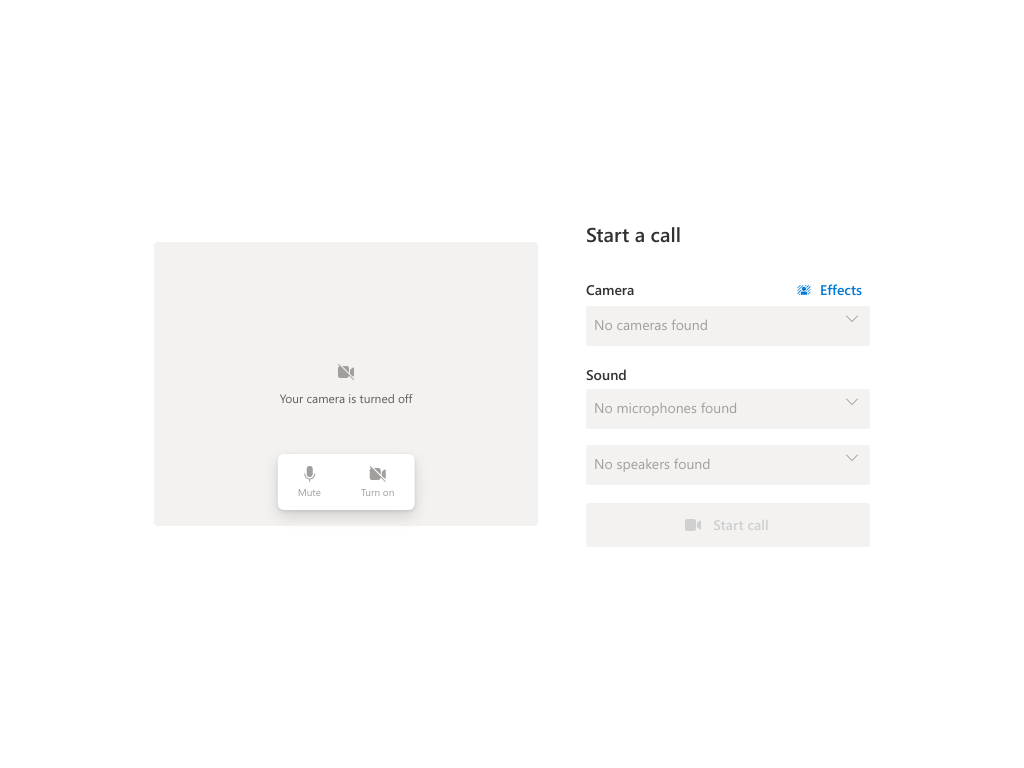 Your camera is turned off
Mute
Turn on
Start a call
Camera
Effects
No cameras found
Sound
No microphones found
No speakers found
Start call